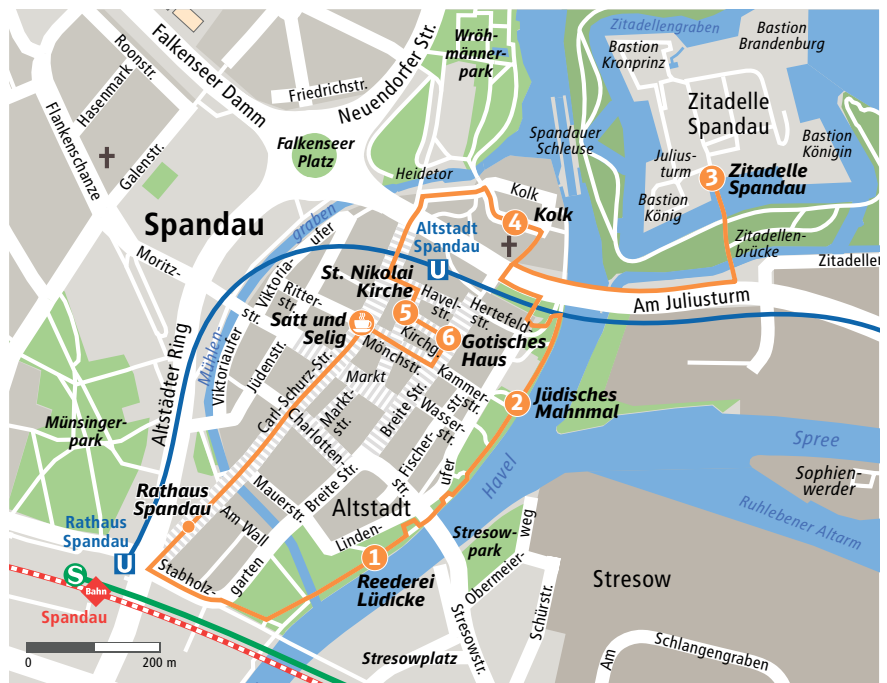 Falkenseer Damm
Roonstr.
Hasenmark
Flankenschanze
Galenstr.
Friedrichstr.
Neuendorfer Str.
Wröh-
männer-
park
Falkenseer
Platz
Heidetor
Spandauer
Schleuse
Zitadellengraben
Bastion
Kronprinz
Bastion
Brandenburg
Zitadelle
Spandau
Bastion
Königin
Julius-
turm
3 Zitadelle
Spandau
Bastion
König
Zitadellen-
brücke
Zitadellen
Am Juliusturm
Kolk
4 Kolk
Spandau
Altstadt
Spandau
U
Mühlen-
graben
Viktoria-
ufer
Viktoriaufer
Moritz-
str.
Ritter-
str.
Jüdenstr.
St. Nikolai
Kirche
5
Satt und
Selig
Havel-
str.
Hertefeld-
str.
Kirchg.
6 Gotisches
Haus
Mönchstr.
Markt
Carl-Schurz-Str.
Markt-
str.
Charlotten-
str.
Breite Str.
Breite Str.
Kammer-
str.
Wasser-
str.
Fischer-
str.
2 Jüdisches
Mahnmal
Altstädter Ring
Münsinger-
park
Rathaus
Spandau
Rathaus
Spandau
U
Mauerstr.
Am Wall
Altstadt
Linden-
ufer
Havel
Spree
Sophien-
werder
Ruhlebener Altarm
Stabholz-
garten
1
Reederei
Lüdicke
Stresow-
park
Obermeier-
weg
Stresow
Schürstr.
Stresowstr.
Stresowplatz
Am
Schlangengraben
S
Bahn
Spandau
0 200 m